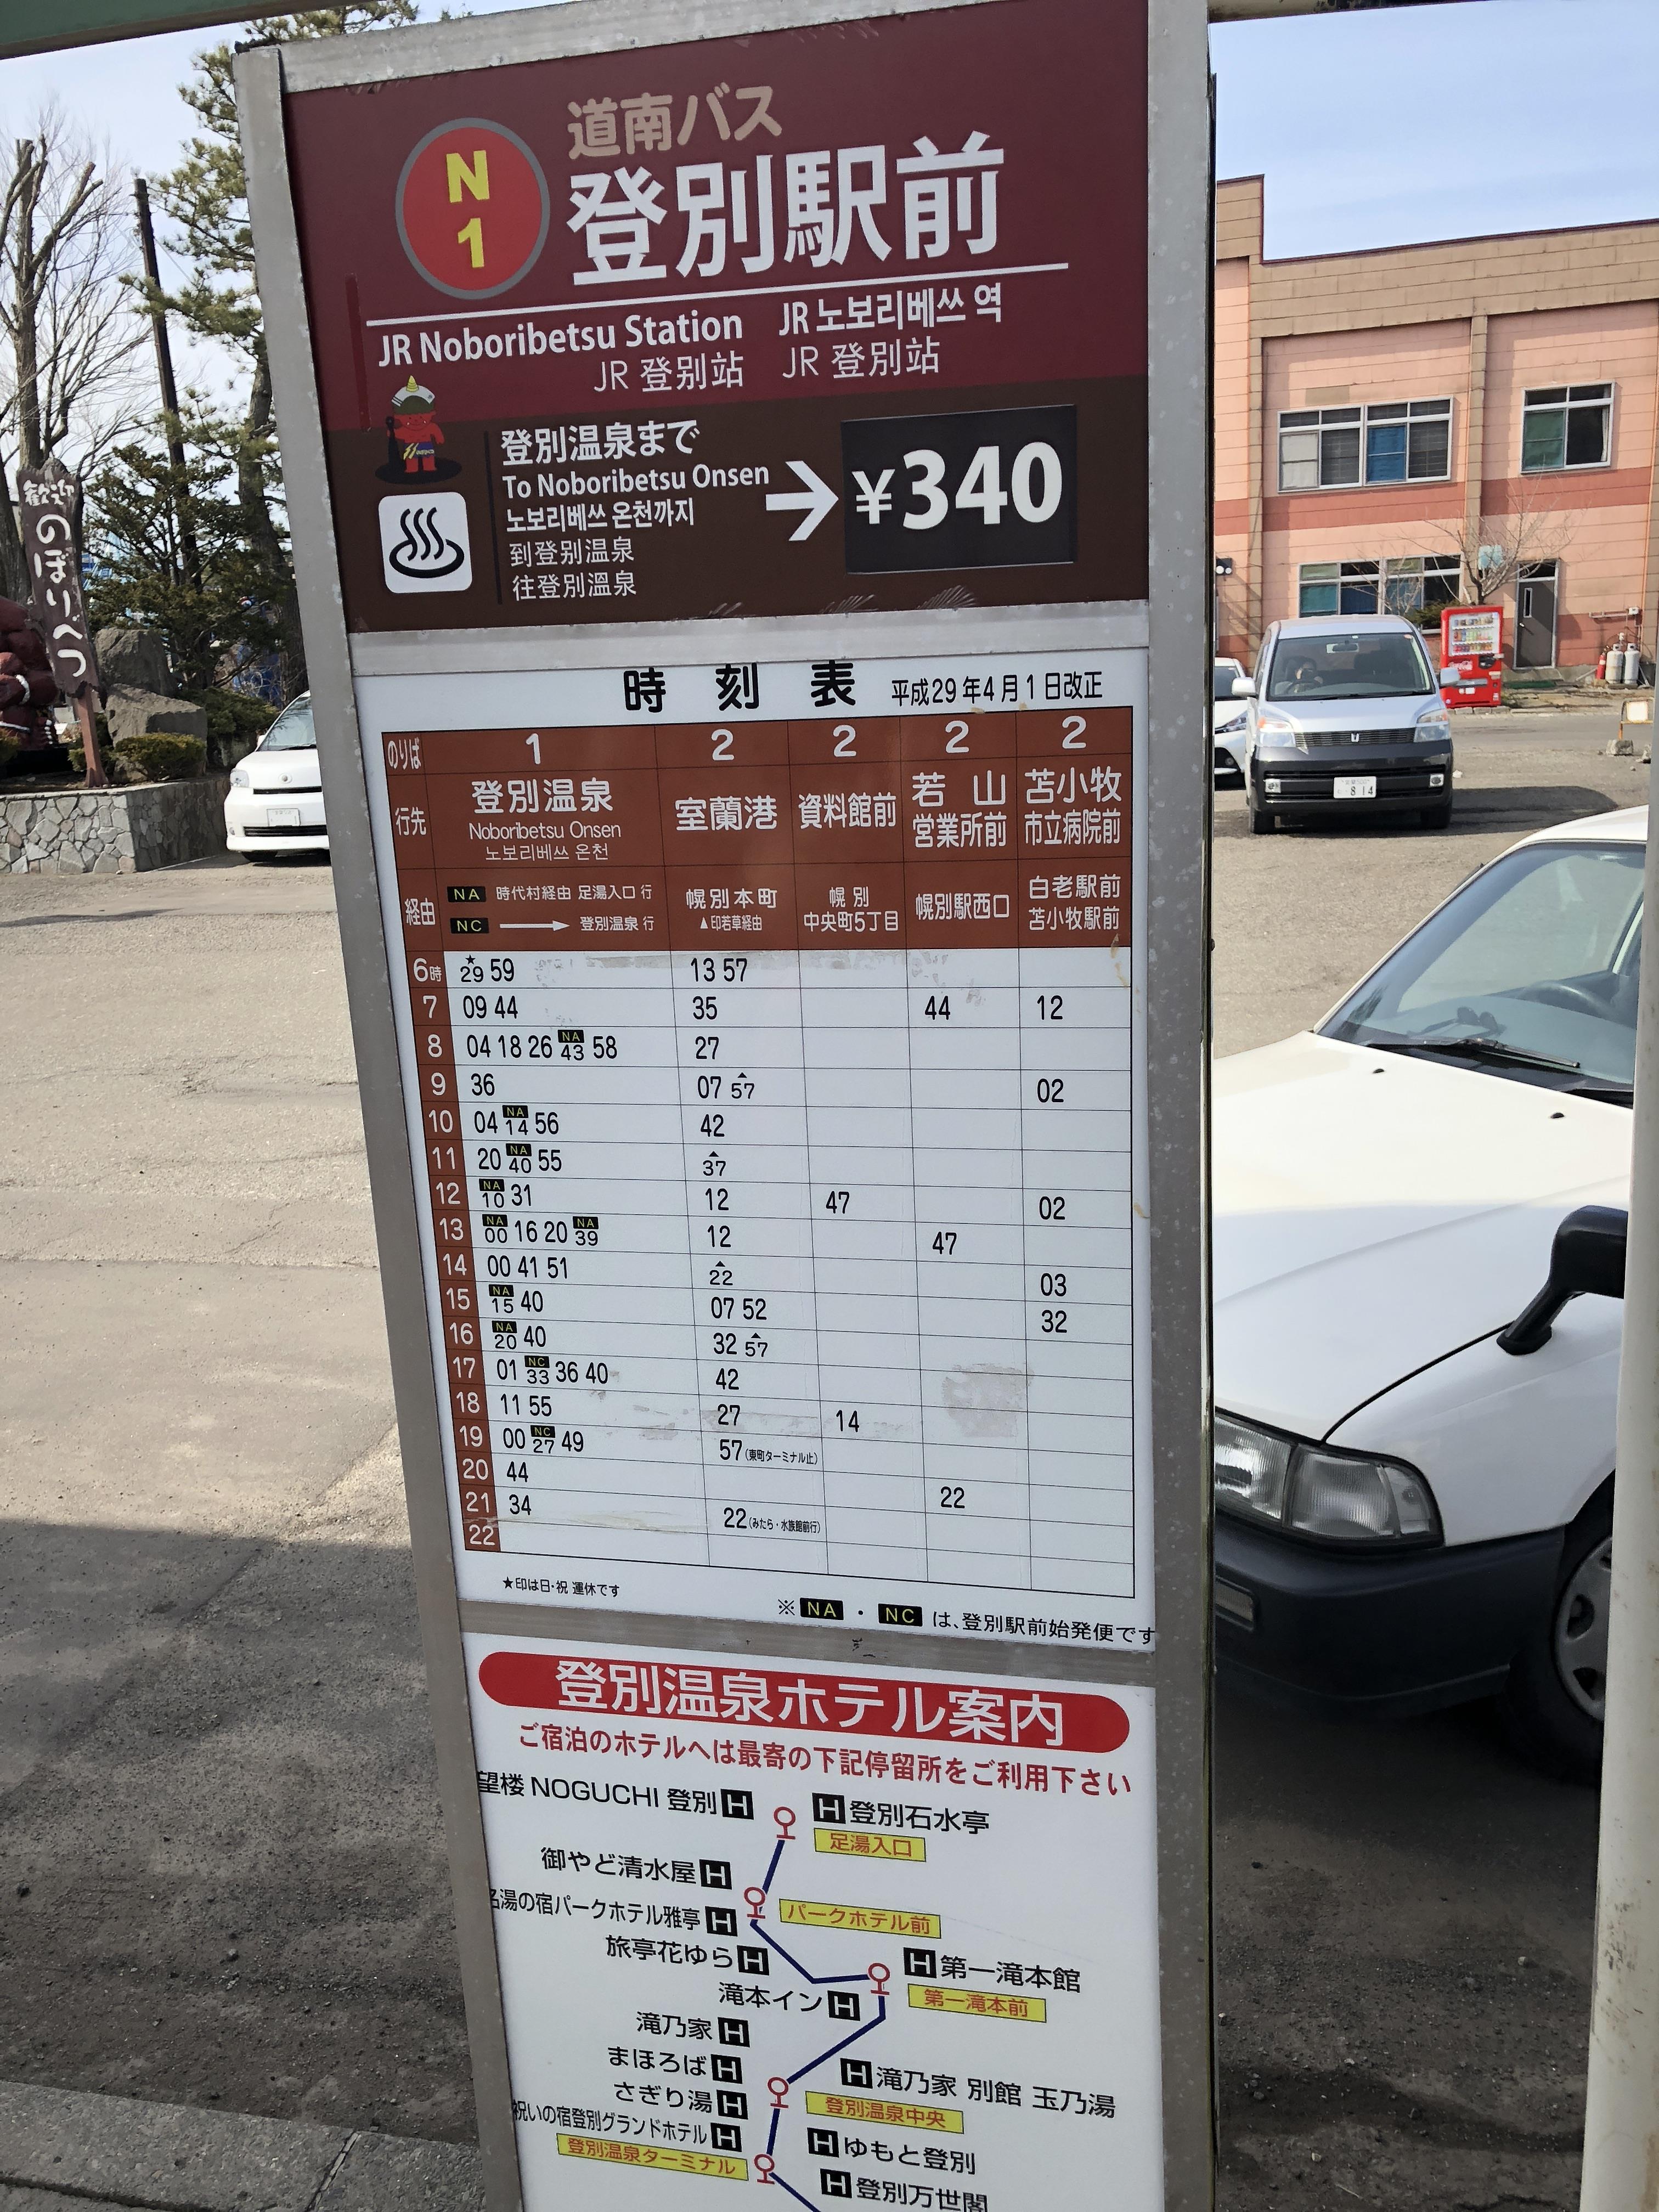 道南バス
N
1
登別駅前
JR Noboribetsu Station JR 노보리베쓰 역
JR 登别站 JR 登別站
登別温泉まで
To Noboribetsu Onsen
노보리베쓰 온천까지
到登别温泉
往登別溫泉
¥340
歓迎 のぼりべつ
時刻表 平成29年4月1日改正
のりば 1 2 2 2 2
行先 登別温泉 Noboribetsu Onsen 노보리베쓰 온천 室蘭港 資料館前 若山営業所前 苫小牧市立病院前
経由 NA 時代村経由 足湯入口 行 NC → 登別温泉 行 幌別本町 ▲印若草経由 幌別中央町5丁目 幌別駅西口 白老駅前 苫小牧駅前
6時 ★29 59 13 57
7 09 44 35 44 12
8 04 18 26 NA43 58 27
9 36 07 ▲57 02
10 04 NA14 56 42
11 20 NA40 55 ▲37
12 NA10 31 12 47 02
13 NA00 16 20 NA39 12 47
14 00 41 51 ▲22 03
15 NA15 40 07 52 32
16 NA20 40 32 ▲57
17 01 NC33 36 40 42
18 11 55 27 14
19 00 NC27 49 57(東町ターミナル止)
20 44 22
21 34 22(みたら・水族館前行)
22
★印は日・祝 運休です
※ NA ・ NC は、登別駅前始発便です
登別温泉ホテル案内
ご宿泊のホテルへは最寄の下記停留所をご利用下さい
望楼 NOGUCHI 登別 H
H 登別石水亭
足湯入口
御やど清水屋 H
名湯の宿パークホテル雅亭 H
パークホテル前
旅亭花ゆら H
H 第一滝本館
滝本イン H
第一滝本前
滝乃家 H
まほろば H
H 滝乃家 別館 玉乃湯
さぎり湯 H
登別温泉中央
祝いの宿登別グランドホテル H
登別温泉ターミナル
H ゆもと登別
H 登別万世閣
8 14